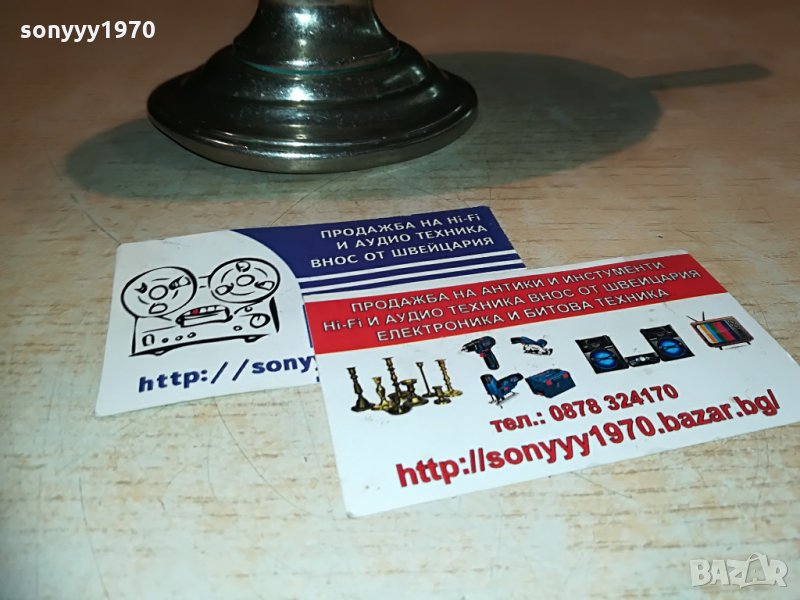 sonyyy1970
ПРОДАЖБА НА Hi-Fi
И АУДИО ТЕХНИКА
ВНОС ОТ ШВЕЙЦАРИЯ
http://sony
ПРОДАЖБА НА АНТИКИ И ИНСТУМЕНТИ
Hi-Fi И АУДИО ТЕХНИКА ВНОС ОТ ШВЕЙЦАРИЯ
ЕЛЕКТРОНИКА И БИТОВА ТЕХНИКА
тел.: 0878 324170
http://sonyyy1970.bazar.bg/
BAZAR